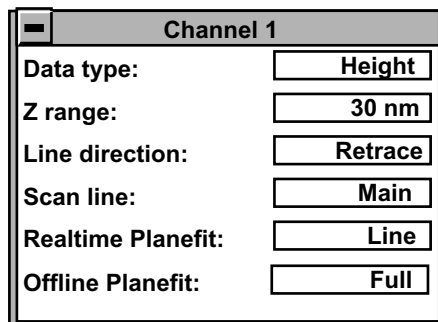 Channel 1
Data type: Height
Z range: 30 nm
Line direction: Retrace
Scan line: Main
Realtime Planefit: Line
Offline Planefit: Full